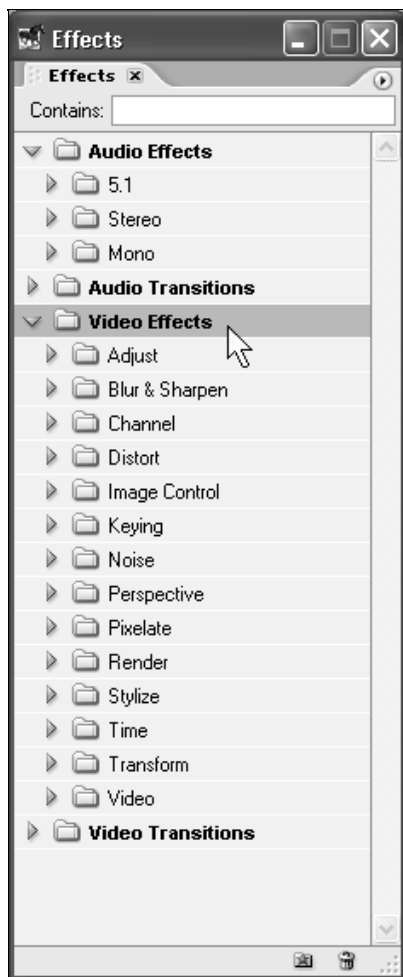 Effects
Effects
Contains:
Audio Effects
5.1
Stereo
Mono
Audio Transitions
Video Effects
Adjust
Blur & Sharpen
Channel
Distort
Image Control
Keying
Noise
Perspective
Pixelate
Render
Stylize
Time
Transform
Video
Video Transitions